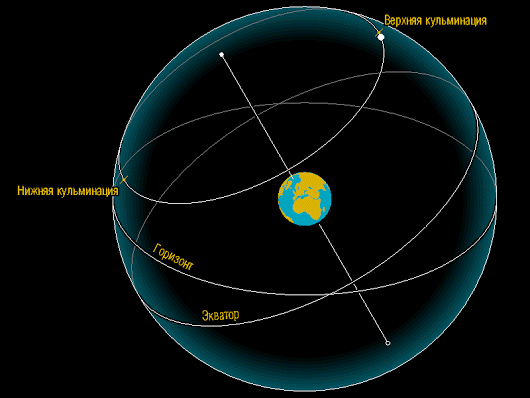 Верхняя кульминация
Нижняя кульминация
Горизонт
Экватор